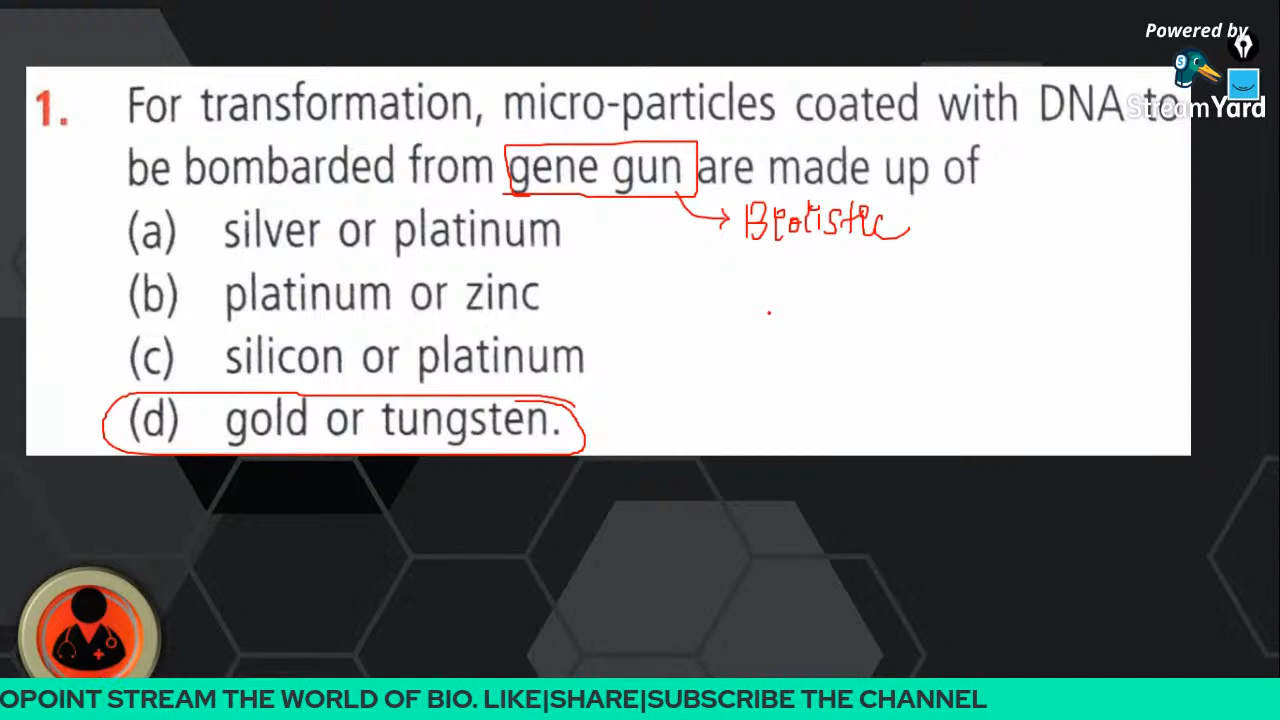 Powered by
StreamYard
1. For transformation, micro-particles coated with DNA to
be bombarded from gene gun are made up of
Biolistic
(a) silver or platinum
(b) platinum or zinc
(c) silicon or platinum
(d) gold or tungsten.
OPOINT STREAM THE WORLD OF BIO. LIKE|SHARE|SUBSCRIBE THE CHANNEL